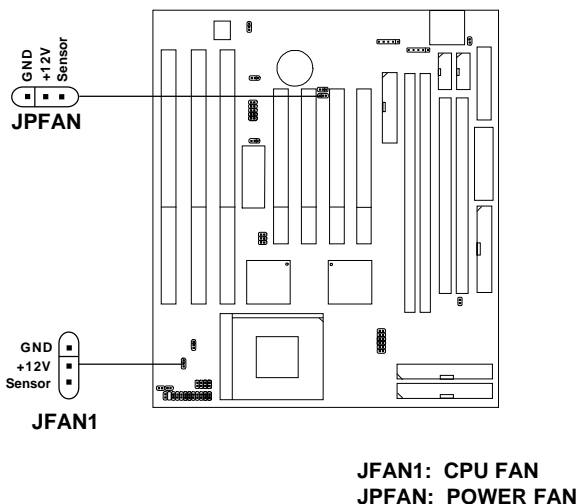 GND
+12V
Sensor
JPFAN
GND
+12V
Sensor
JFAN1
JFAN1: CPU FAN
JPFAN: POWER FAN